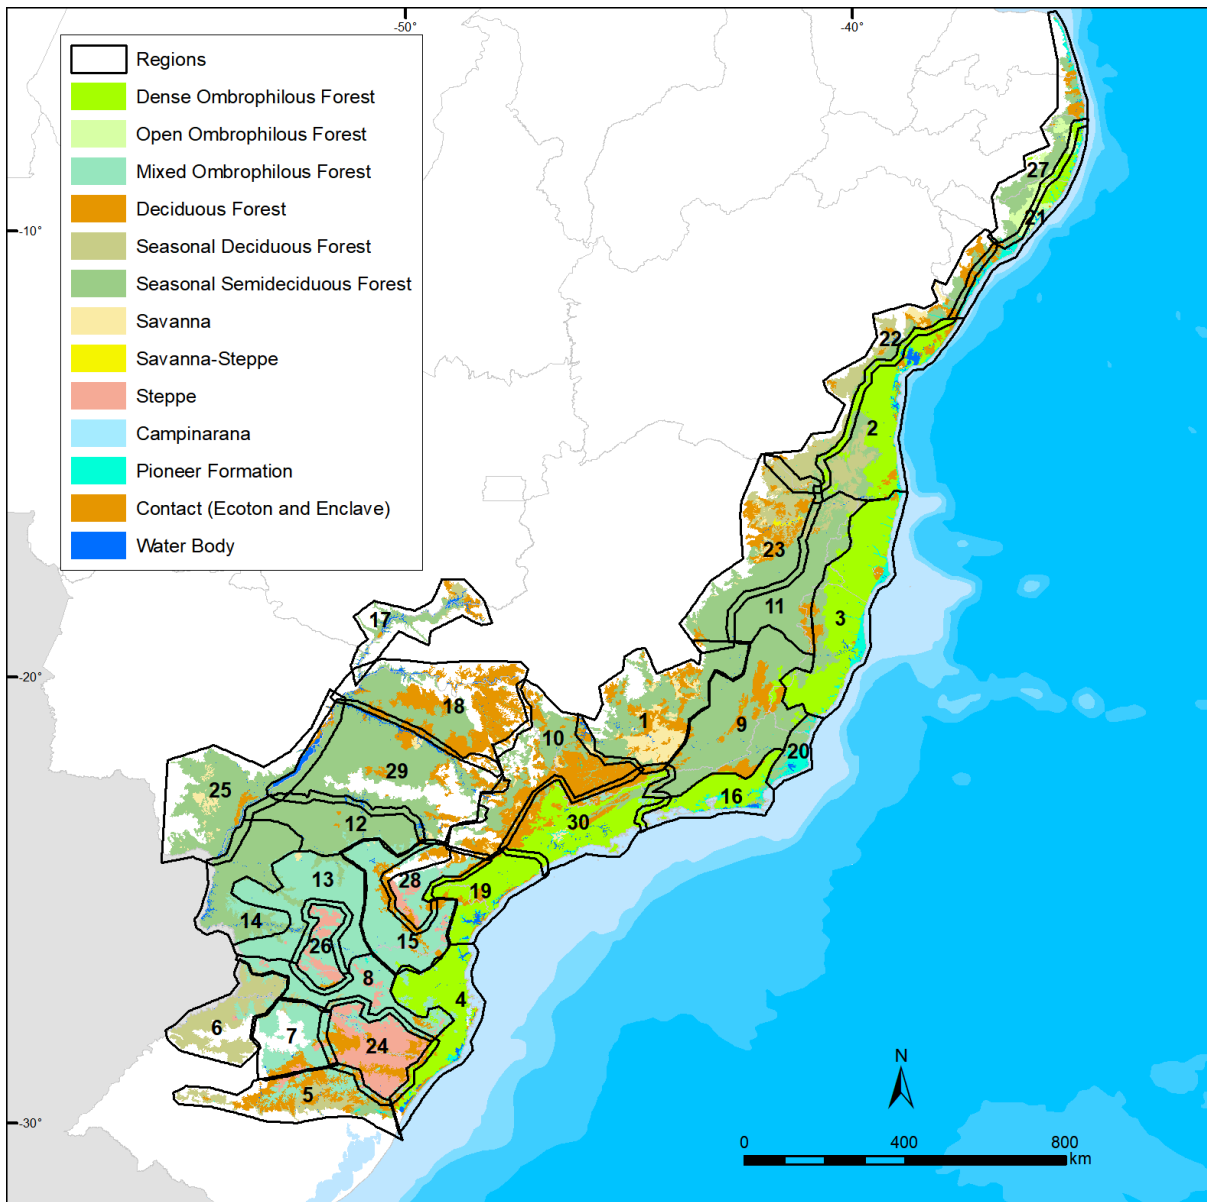 -50°
-40°
Regions
Dense Ombrophilous Forest
Open Ombrophilous Forest
Mixed Ombrophilous Forest
Deciduous Forest
Seasonal Deciduous Forest
Seasonal Semideciduous Forest
Savanna
Savanna-Steppe
Steppe
Campinarana
Pioneer Formation
Contact (Ecoton and Enclave)
Water Body
27
-10°
21
22
2
23
11
17
3
-20°
18
1
9
10
20
29
25
16
30
12
13
28
19
14
15
26
8
4
6
7
24
N
5
-30°
0
400
800
km